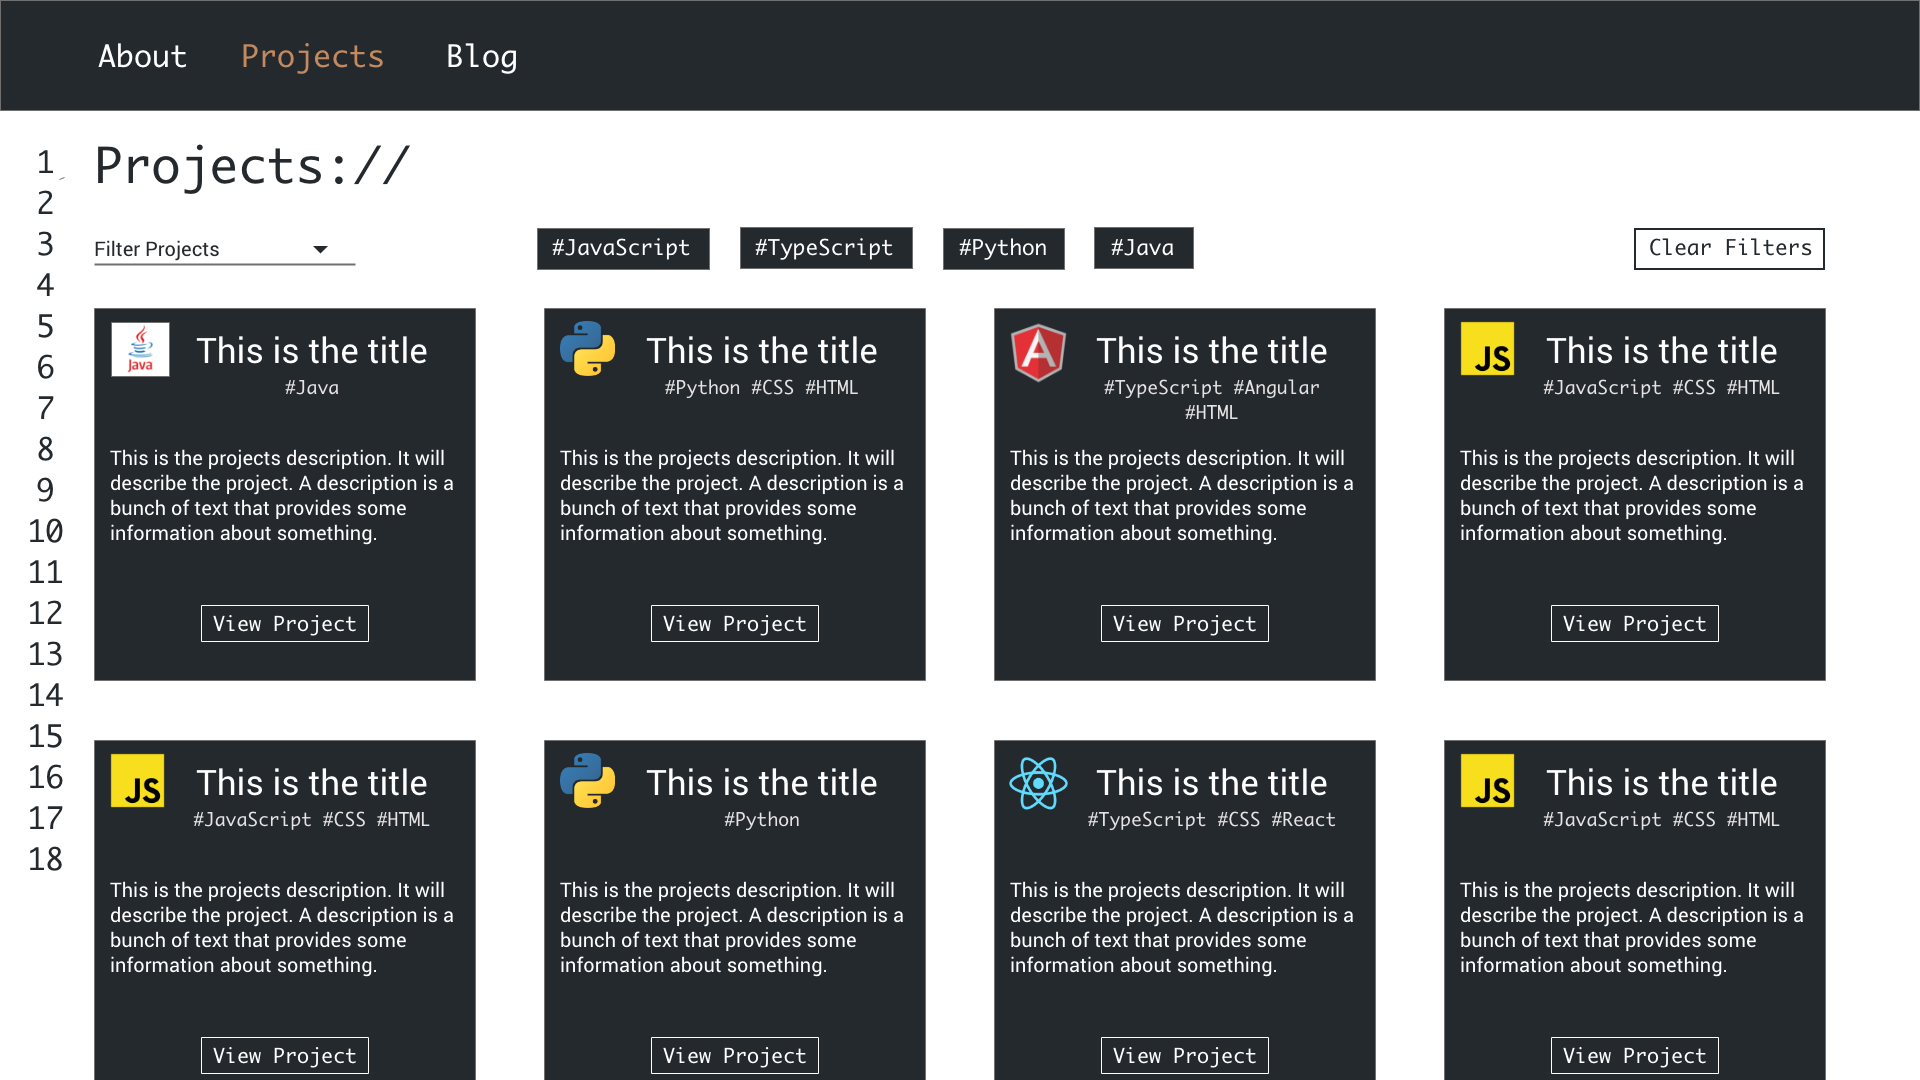 About Projects Blog
Projects://
1
2
3
4
5
6
7
8
9
10
11
12
13
14
15
16
17
18
Filter Projects
#JavaScript #TypeScript #Python #Java
Clear Filters
Java
This is the title
#Java
This is the projects description. It will
describe the project. A description is a
bunch of text that provides some
information about something.
View Project
This is the title
#Python #CSS #HTML
This is the projects description. It will
describe the project. A description is a
bunch of text that provides some
information about something.
View Project
A
This is the title
#TypeScript #Angular
#HTML
This is the projects description. It will
describe the project. A description is a
bunch of text that provides some
information about something.
View Project
JS
This is the title
#JavaScript #CSS #HTML
This is the projects description. It will
describe the project. A description is a
bunch of text that provides some
information about something.
View Project
JS
This is the title
#JavaScript #CSS #HTML
This is the projects description. It will
describe the project. A description is a
bunch of text that provides some
information about something.
View Project
This is the title
#Python
This is the projects description. It will
describe the project. A description is a
bunch of text that provides some
information about something.
View Project
This is the title
#TypeScript #CSS #React
This is the projects description. It will
describe the project. A description is a
bunch of text that provides some
information about something.
View Project
JS
This is the title
#JavaScript #CSS #HTML
This is the projects description. It will
describe the project. A description is a
bunch of text that provides some
information about something.
View Project